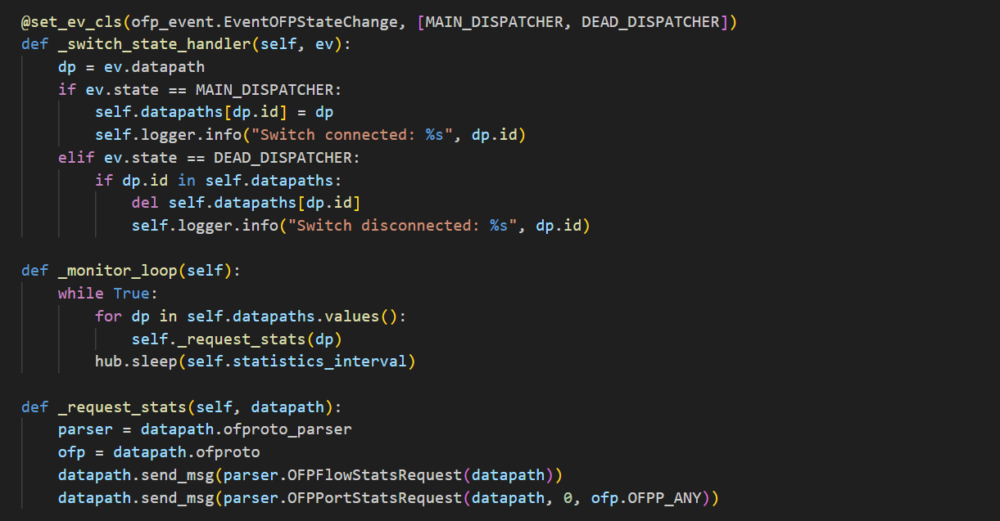 @set_ev_cls(ofp_event.EventOFPStateChange, [MAIN_DISPATCHER, DEAD_DISPATCHER])
def _switch_state_handler(self, ev):
    dp = ev.datapath
    if ev.state == MAIN_DISPATCHER:
        self.datapaths[dp.id] = dp
        self.logger.info("Switch connected: %s", dp.id)
    elif ev.state == DEAD_DISPATCHER:
        if dp.id in self.datapaths:
            del self.datapaths[dp.id]
            self.logger.info("Switch disconnected: %s", dp.id)

def _monitor_loop(self):
    while True:
        for dp in self.datapaths.values():
            self._request_stats(dp)
        hub.sleep(self.statistics_interval)

def _request_stats(self, datapath):
    parser = datapath.ofproto_parser
    ofp = datapath.ofproto
    datapath.send_msg(parser.OFPFlowStatsRequest(datapath))
    datapath.send_msg(parser.OFPPortStatsRequest(datapath, 0, ofp.OFPP_ANY))